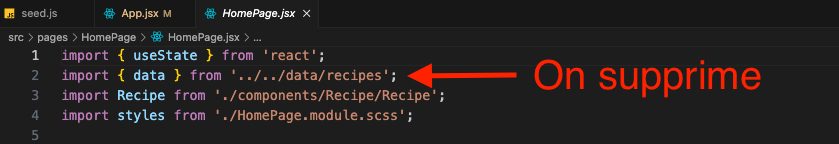 seed.js App.jsx M HomePage.jsx ×
src > pages > HomePage > HomePage.jsx > ...
1 import { useState } from 'react';
2 import { data } from '../../data/recipes'; On supprime
3 import Recipe from './components/Recipe/Recipe';
4 import styles from './HomePage.module.scss';
5